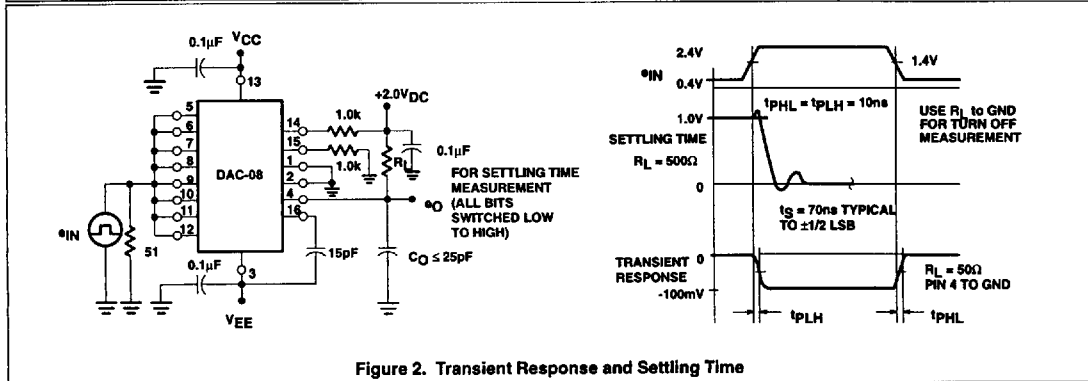 0.1μF
VCC
13
5
6
7
8
9
10
11
12
DAC-08
14
15
1
2
4
16
3
+2.0VDC
1.0k
1.0k
RL
0.1μF
FOR SETTLING TIME
MEASUREMENT
(ALL BITS
SWITCHED LOW
TO HIGH)
eO
eIN
51
0.1μF
15pF
CO ≤ 25pF
VEE
2.4V
eIN
0.4V
1.4V
tPHL = tPLH = 10ns
1.0V
SETTLING TIME
RL = 500Ω
0
USE RL to GND
FOR TURN OFF
MEASUREMENT
tS = 70ns TYPICAL
TO ±1/2 LSB
TRANSIENT
RESPONSE
0
-100mV
RL = 50Ω
PIN 4 TO GND
tPLH
tPHL
Figure 2. Transient Response and Settling Time